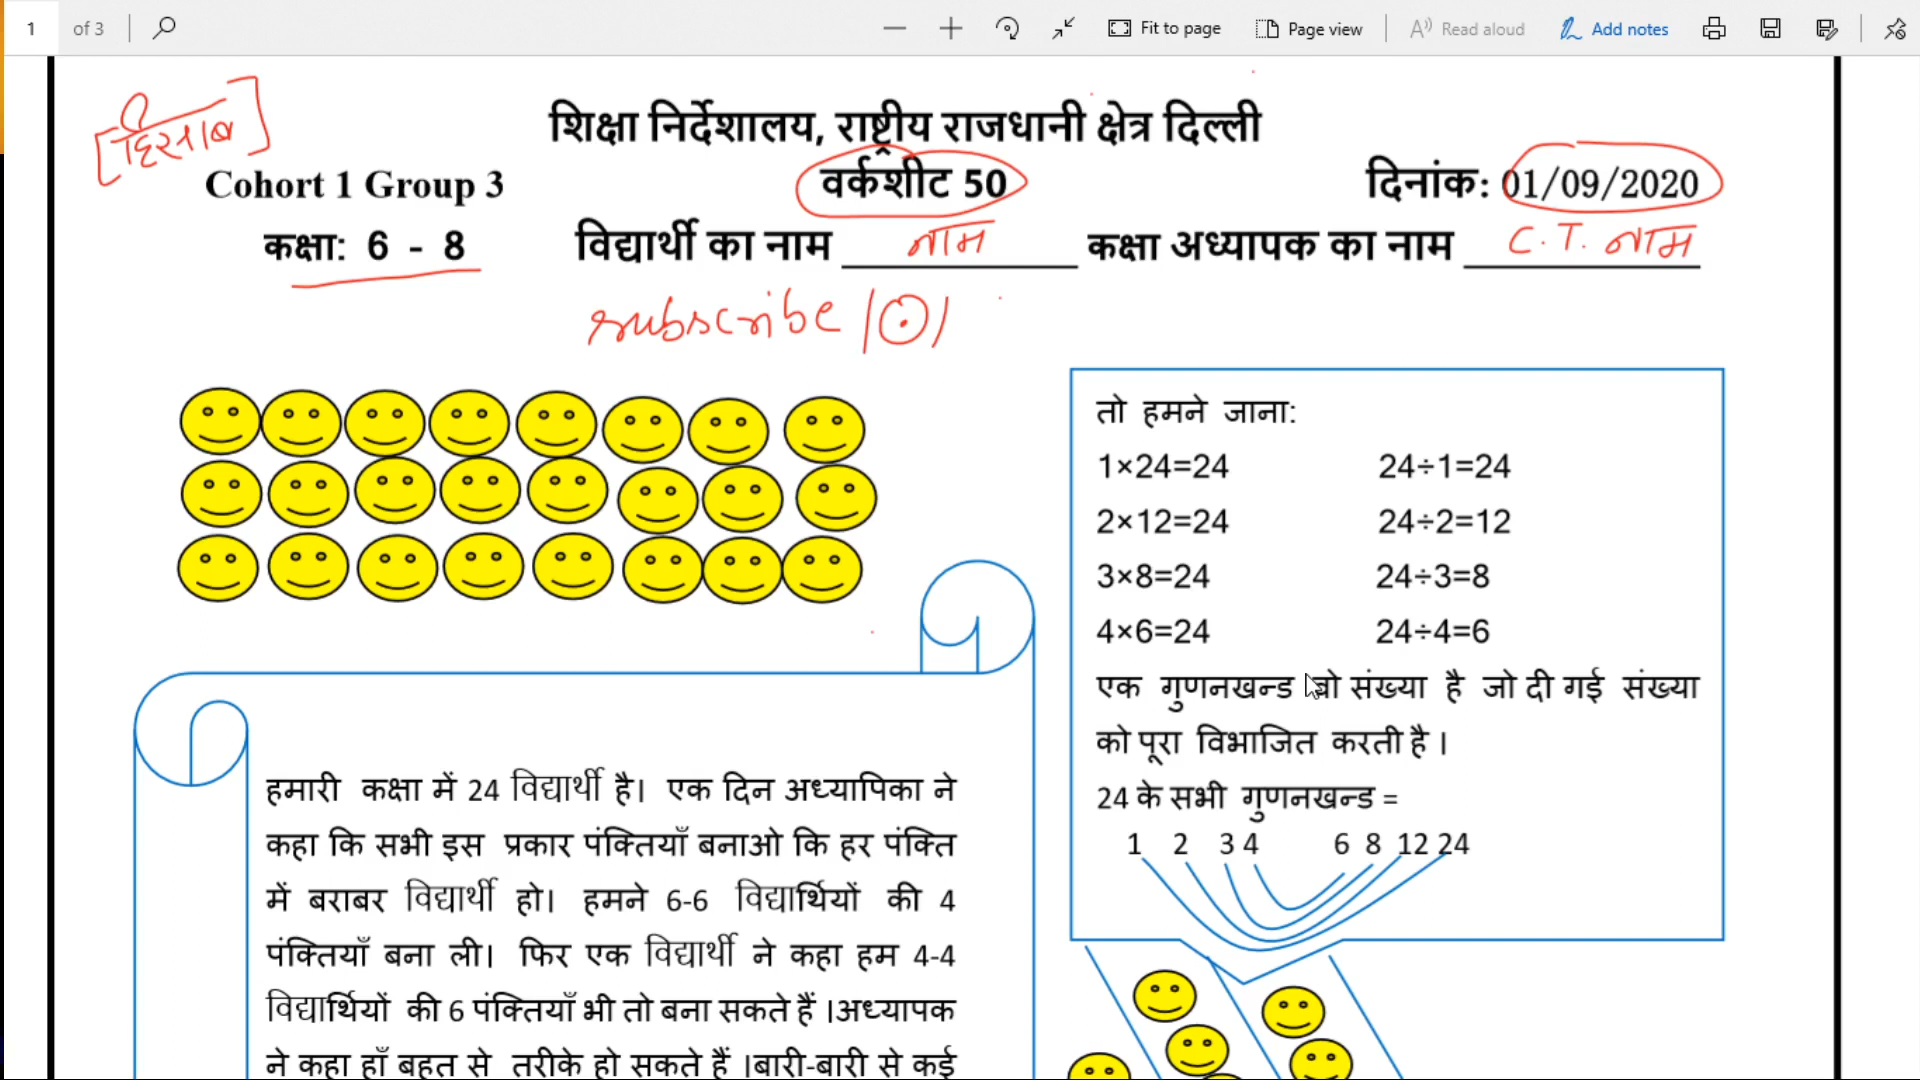 1 of 3 Fit to page Page view Read aloud Add notes
[हिसाब]
शिक्षा निर्देशालय, राष्ट्रीय राजधानी क्षेत्र दिल्ली
Cohort 1 Group 3 वर्कशीट 50 दिनांक: 01/09/2020
कक्षा: 6 - 8 विद्यार्थी का नाम नाम कक्षा अध्यापक का नाम C. T. नाम
subscribe
तो हमने जाना:
1×24=24 24÷1=24
2×12=24 24÷2=12
3×8=24 24÷3=8
4×6=24 24÷4=6
एक गुणनखन्ड वो संख्या है जो दी गई संख्या
को पूरा विभाजित करती है।
24 के सभी गुणनखन्ड =
1 2 3 4 6 8 12 24
हमारी कक्षा में 24 विद्यार्थी है। एक दिन अध्यापिका ने
कहा कि सभी इस प्रकार पंक्तियाँ बनाओ कि हर पंक्ति
में बराबर विद्यार्थी हो। हमने 6-6 विद्यार्थियों की 4
पंक्तियाँ बना ली। फिर एक विद्यार्थी ने कहा हम 4-4
विद्यार्थियों की 6 पंक्तियाँ भी तो बना सकते हैं ।अध्यापक
ने कहा हाँ बहुत से तरीके हो सकते हैं ।बारी-बारी से कई